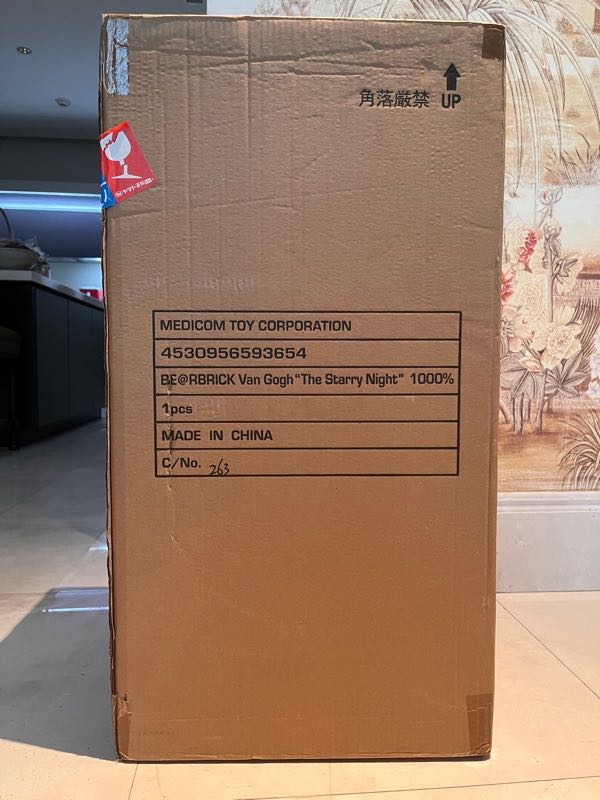 角落厳禁 UP
MEDICOM TOY CORPORATION
4530956593654
BE@RBRICK Van Gogh "The Starry Night" 1000%
1pcs
MADE IN CHINA
C/No. 263